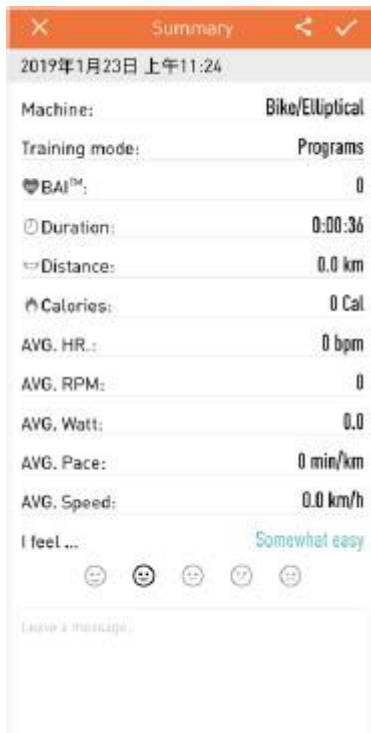 Summary
2019年1月23日 上午11:24
Machine: Bike/Elliptical
Training mode: Programs
BAI™: 0
Duration: 0:00:36
Distance: 0.0 km
Calories: 0 Cal
AVG. HR.: 0 bpm
AVG. RPM: 0
AVG. Watt: 0.0
AVG. Pace: 0 min/km
AVG. Speed: 0.0 km/h
I feel ... Somewhat easy
Leave a message.